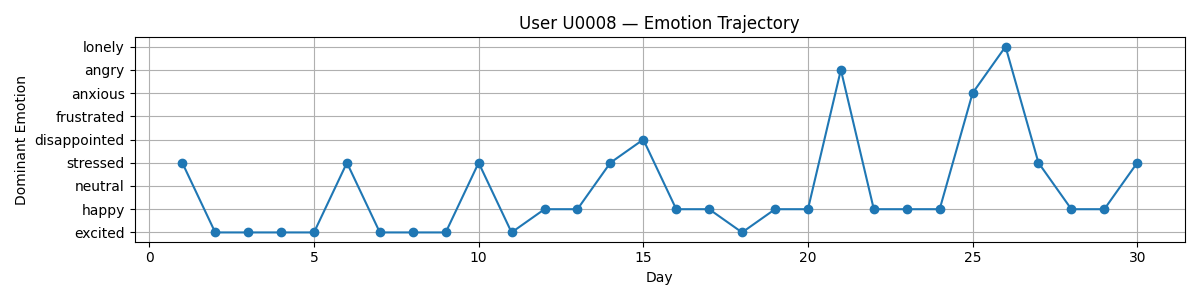 User U0008 — Emotion Trajectory
Dominant Emotion
lonely
angry
anxious
frustrated
disappointed
stressed
neutral
happy
excited
0 5 10 15 20 25 30
Day